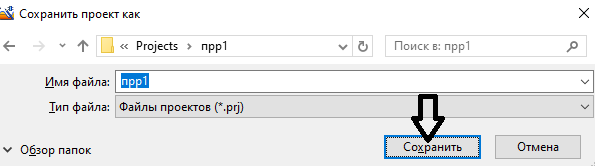 Сохранить проект как
« Projects > npp1
Поиск в: npp1
Имя файла: npp1
Тип файла: Файлы проектов (*.prj)
Обзор папок
Сохранить
Отмена